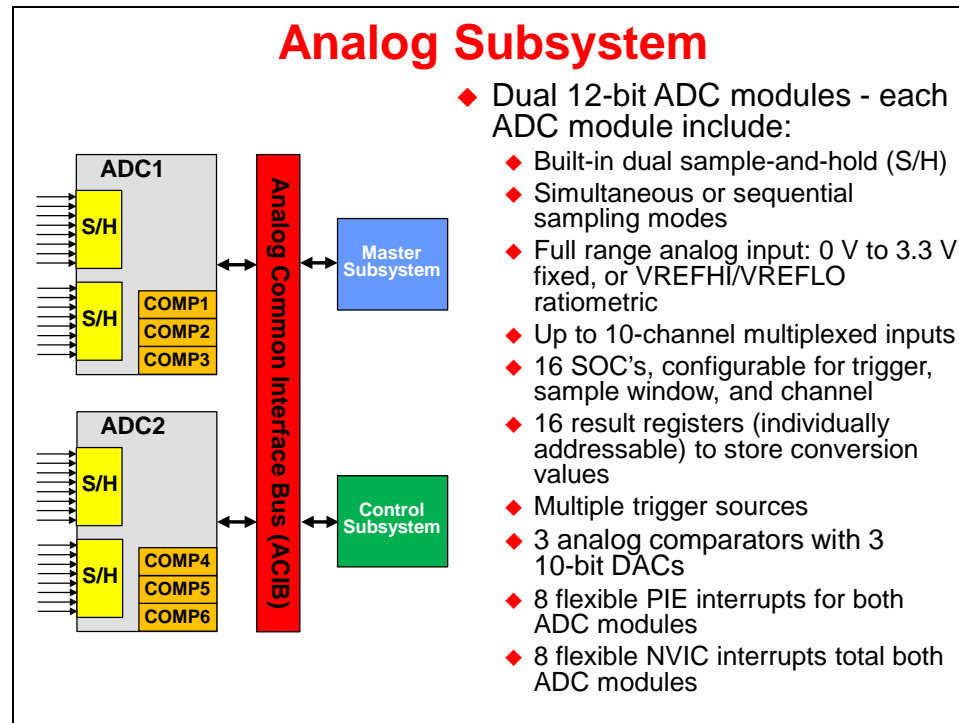 Analog Subsystem
ADC1
S/H
S/H
COMP1
COMP2
COMP3
ADC2
S/H
S/H
COMP4
COMP5
COMP6
Analog Common Interface Bus (ACIB)
Master
Subsystem
Control
Subsystem
◆ Dual 12-bit ADC modules - each
ADC module include:
◆ Built-in dual sample-and-hold (S/H)
◆ Simultaneous or sequential
sampling modes
◆ Full range analog input: 0 V to 3.3 V
fixed, or VREFHI/VREFLO
ratiometric
◆ Up to 10-channel multiplexed inputs
◆ 16 SOC’s, configurable for trigger,
sample window, and channel
◆ 16 result registers (individually
addressable) to store conversion
values
◆ Multiple trigger sources
◆ 3 analog comparators with 3
10-bit DACs
◆ 8 flexible PIE interrupts for both
ADC modules
◆ 8 flexible NVIC interrupts total both
ADC modules